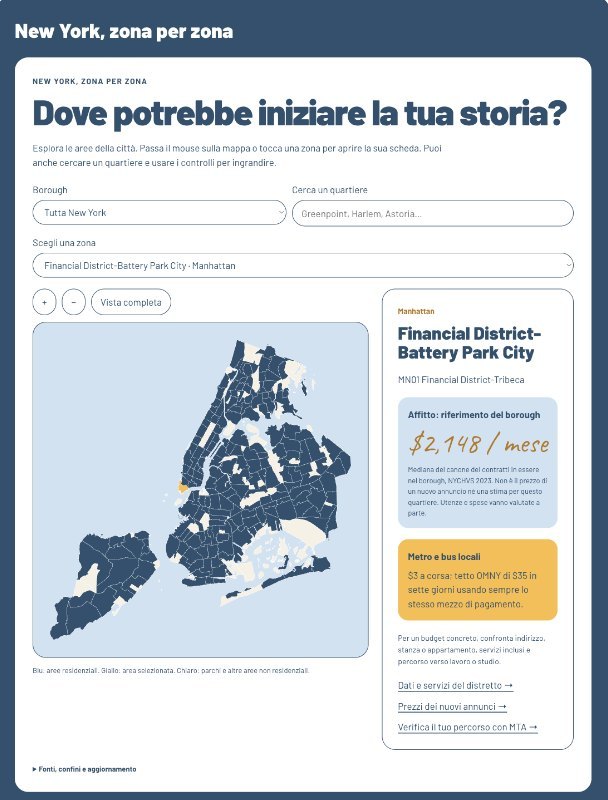 New York, zona per zona
NEW YORK, ZONA PER ZONA
Dove potrebbe iniziare la tua storia?
Esplora le aree della città. Passa il mouse sulla mappa o tocca una zona per aprire la sua scheda. Puoi
anche cercare un quartiere e usare i controlli per ingrandire.
Borough
Cerca un quartiere
Tutta New York
Greenpoint, Harlem, Astoria...
Scegli una zona
Financial District-Battery Park City · Manhattan
+
−
Vista completa
Blu: aree residenziali. Giallo: area selezionata. Chiaro: parchi e altre aree non residenziali.
Manhattan
Financial District-
Battery Park City
MN01 Financial District-Tribeca
Affitto: riferimento del borough
$2,148 / mese
Mediana del canone dei contratti in essere
nel borough, NYCHVS 2023. Non è il prezzo di
un nuovo annuncio né una stima per questo
quartiere. Utenze e spese vanno valutate a
parte.
Metro e bus locali
$3 a corsa; tetto OMNY di $35 in
sette giorni usando sempre lo
stesso mezzo di pagamento.
Per un budget concreto, confronta indirizzo,
stanza o appartamento, servizi inclusi e
percorso verso lavoro o studio.
Dati e servizi del distretto →
Prezzi dei nuovi annunci →
Verifica il tuo percorso con MTA →
▸ Fonti, confini e aggiornamento